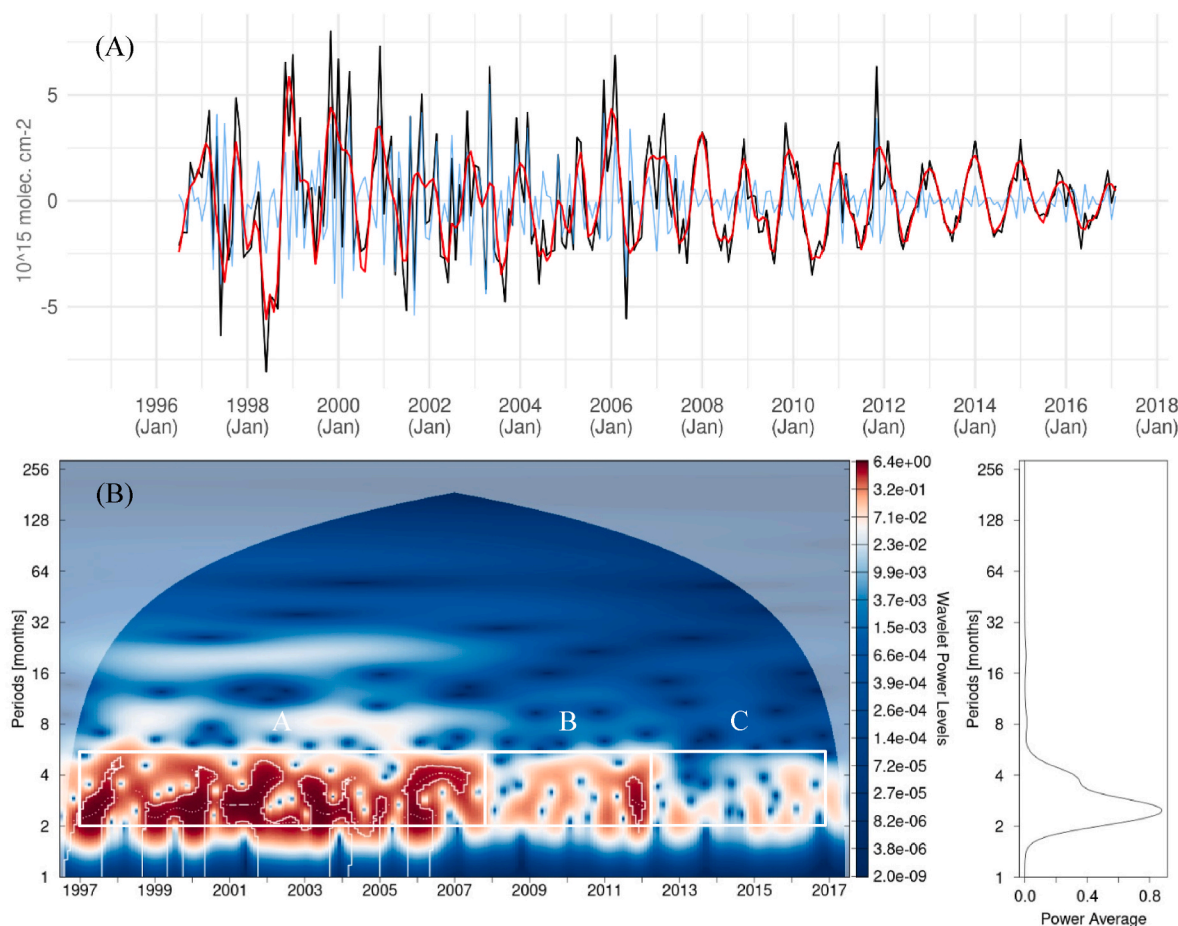 (A)
10^15 molec. cm-2
5
0
-5
1996 1998 2000 2002 2004 2006 2008 2010 2012 2014 2016 2018
(Jan) (Jan) (Jan) (Jan) (Jan) (Jan) (Jan) (Jan) (Jan) (Jan) (Jan) (Jan)
(B)
Periods [months]
256
128
64
32
16
8
4
2
1
A B C
1997 1999 2001 2003 2005 2007 2009 2011 2013 2015 2017
6.4e+00
3.2e-01
7.1e-02
2.3e-02
9.9e-03
3.7e-03
1.5e-03
6.6e-04
3.9e-04
2.6e-04
1.4e-04
7.2e-05
2.7e-05
8.2e-06
3.8e-06
2.0e-09
Wavelet Power Levels
Periods [months]
256
128
64
32
16
8
4
2
1
0.0 0.4 0.8
Power Average